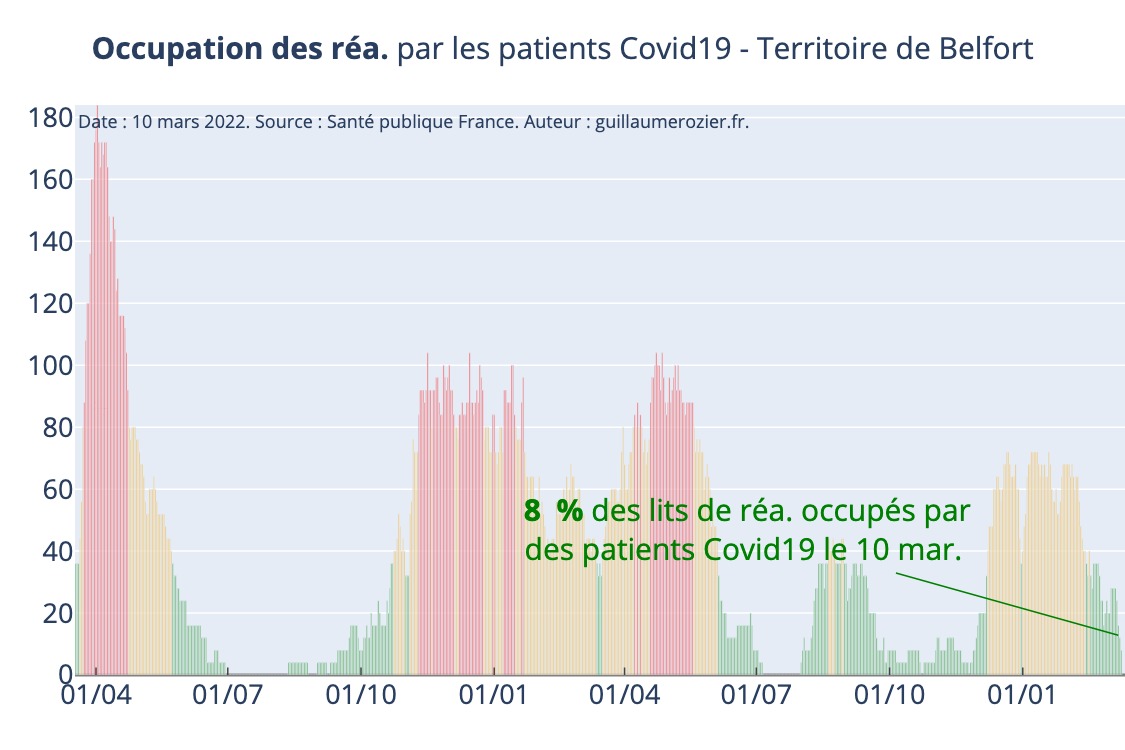 Occupation des réa. par les patients Covid19 - Territoire de Belfort
180
Date : 10 mars 2022. Source : Santé publique France. Auteur : guillaumerozier.fr.
160
140
120
100
80
60
8 % des lits de réa. occupés par
des patients Covid19 le 10 mar.
40
20
0
01/04 01/07 01/10 01/01 01/04 01/07 01/10 01/01